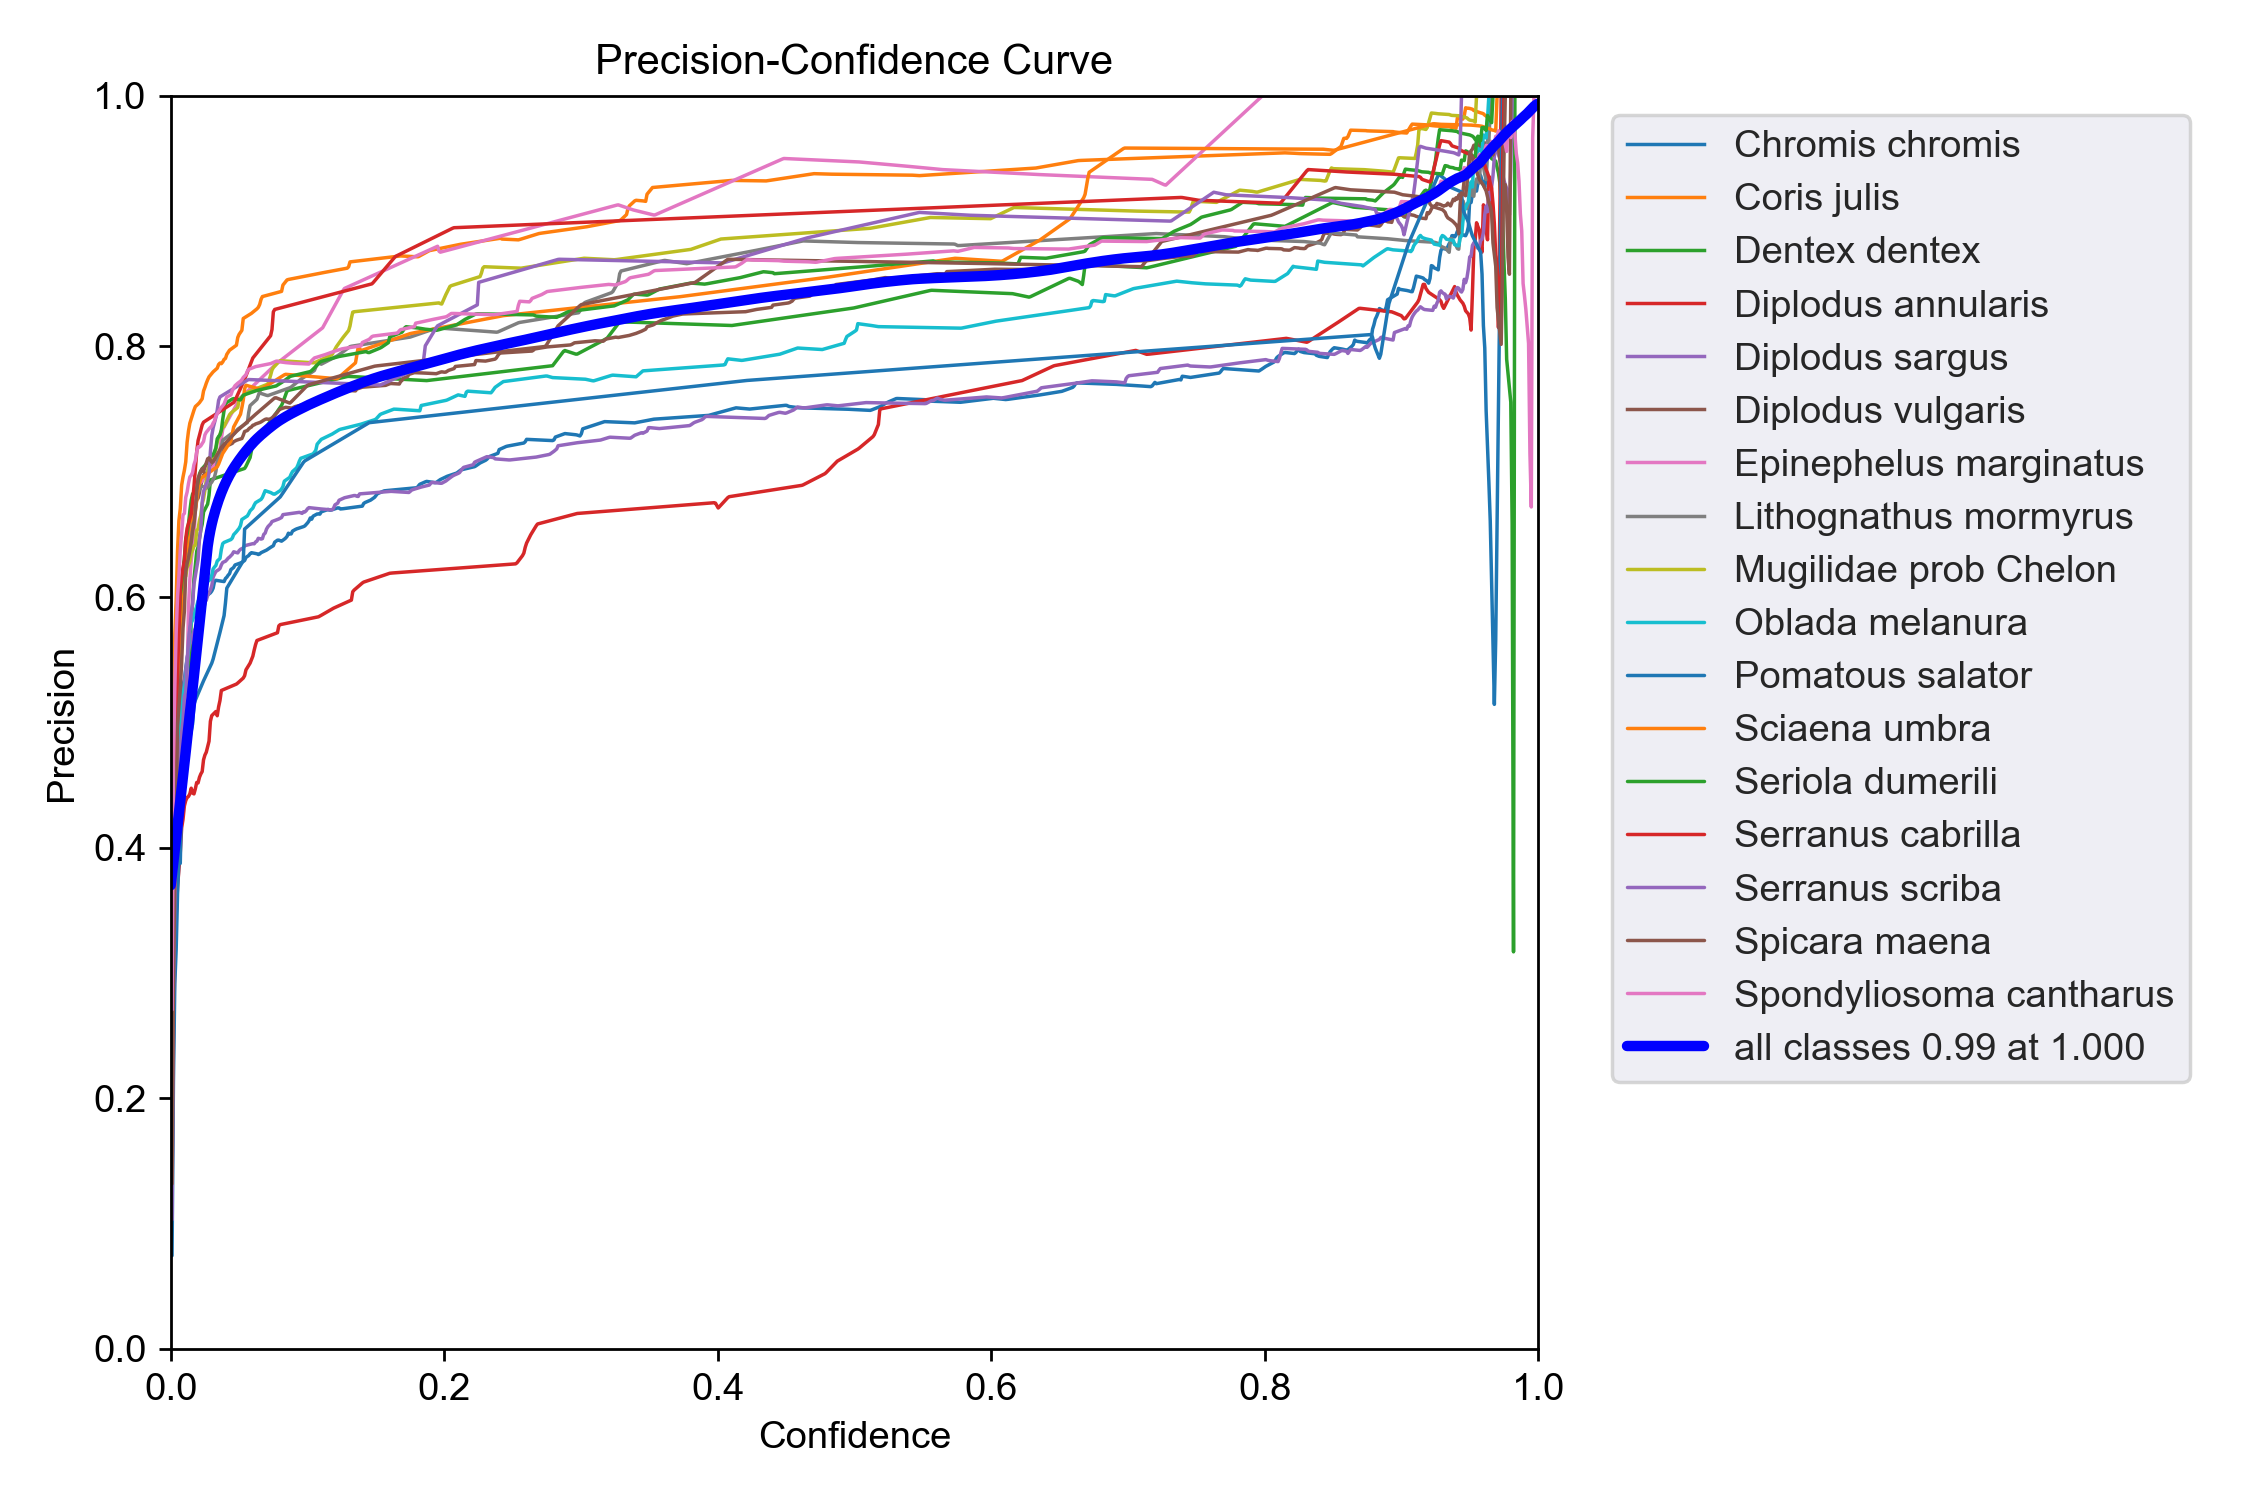 Precision-Confidence Curve
1.0
0.8
0.6
0.4
0.2
0.0
Precision
0.0 0.2 0.4 0.6 0.8 1.0
Confidence
Chromis chromis
Coris julis
Dentex dentex
Diplodus annularis
Diplodus sargus
Diplodus vulgaris
Epinephelus marginatus
Lithognathus mormyrus
Mugilidae prob Chelon
Oblada melanura
Pomatous salator
Sciaena umbra
Seriola dumerili
Serranus cabrilla
Serranus scriba
Spicara maena
Spondyliosoma cantharus
all classes 0.99 at 1.000